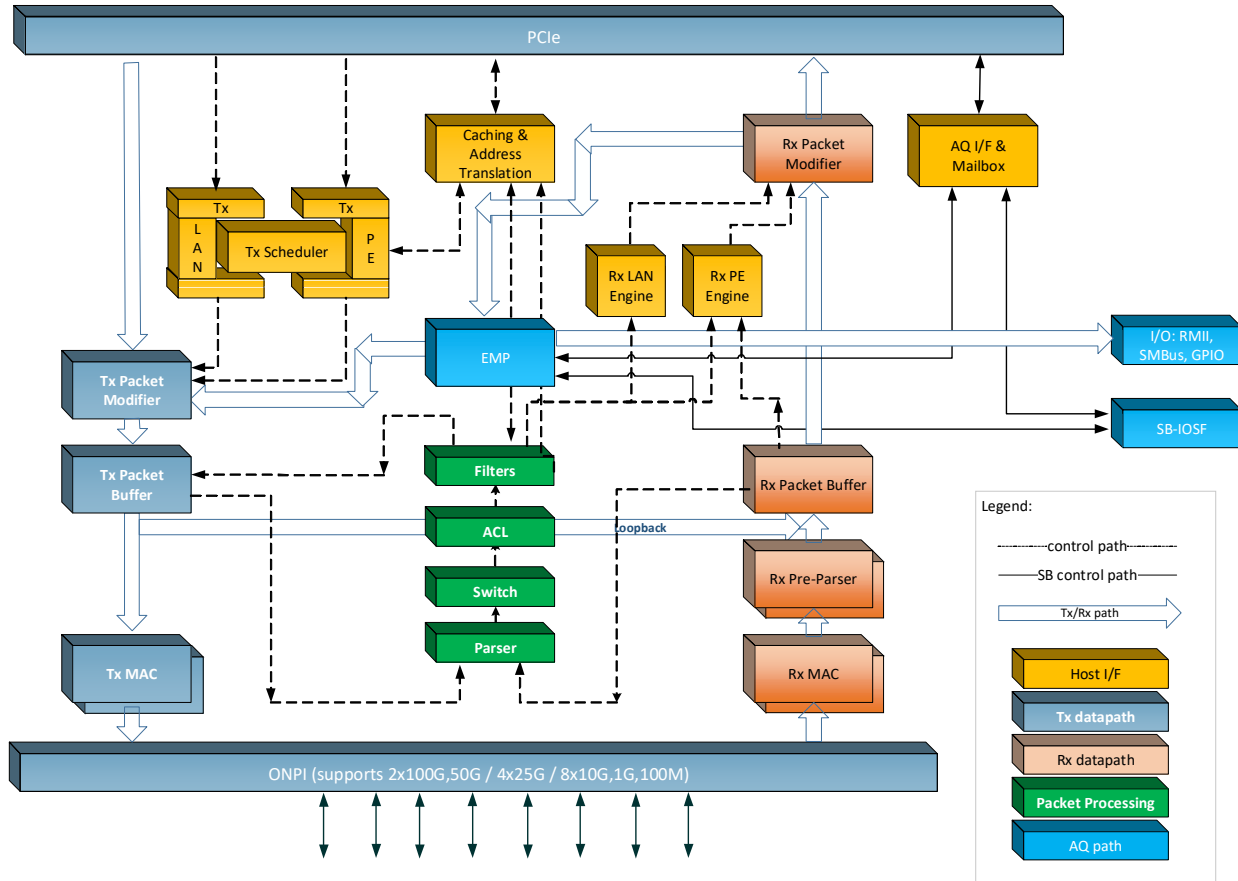 PCIe
Caching &
Address
Translation
Rx Packet
Modifier
AQ I/F &
Mailbox
Tx
Tx
L
A
N
Tx Scheduler
P
E
Rx LAN
Engine
Rx PE
Engine
EMP
I/O: RMII,
SMBus, GPIO
Tx Packet
Modifier
SB-IOSF
Tx Packet
Buffer
Filters
Rx Packet Buffer
ACL
Loopback
Rx Pre-Parser
Switch
Parser
Tx MAC
Rx MAC
ONPI (supports 2x100G,50G / 4x25G / 8x10G,1G,100M)
Legend:
control path
SB control path
Tx/Rx path
Host I/F
Tx datapath
Rx datapath
Packet Processing
AQ path